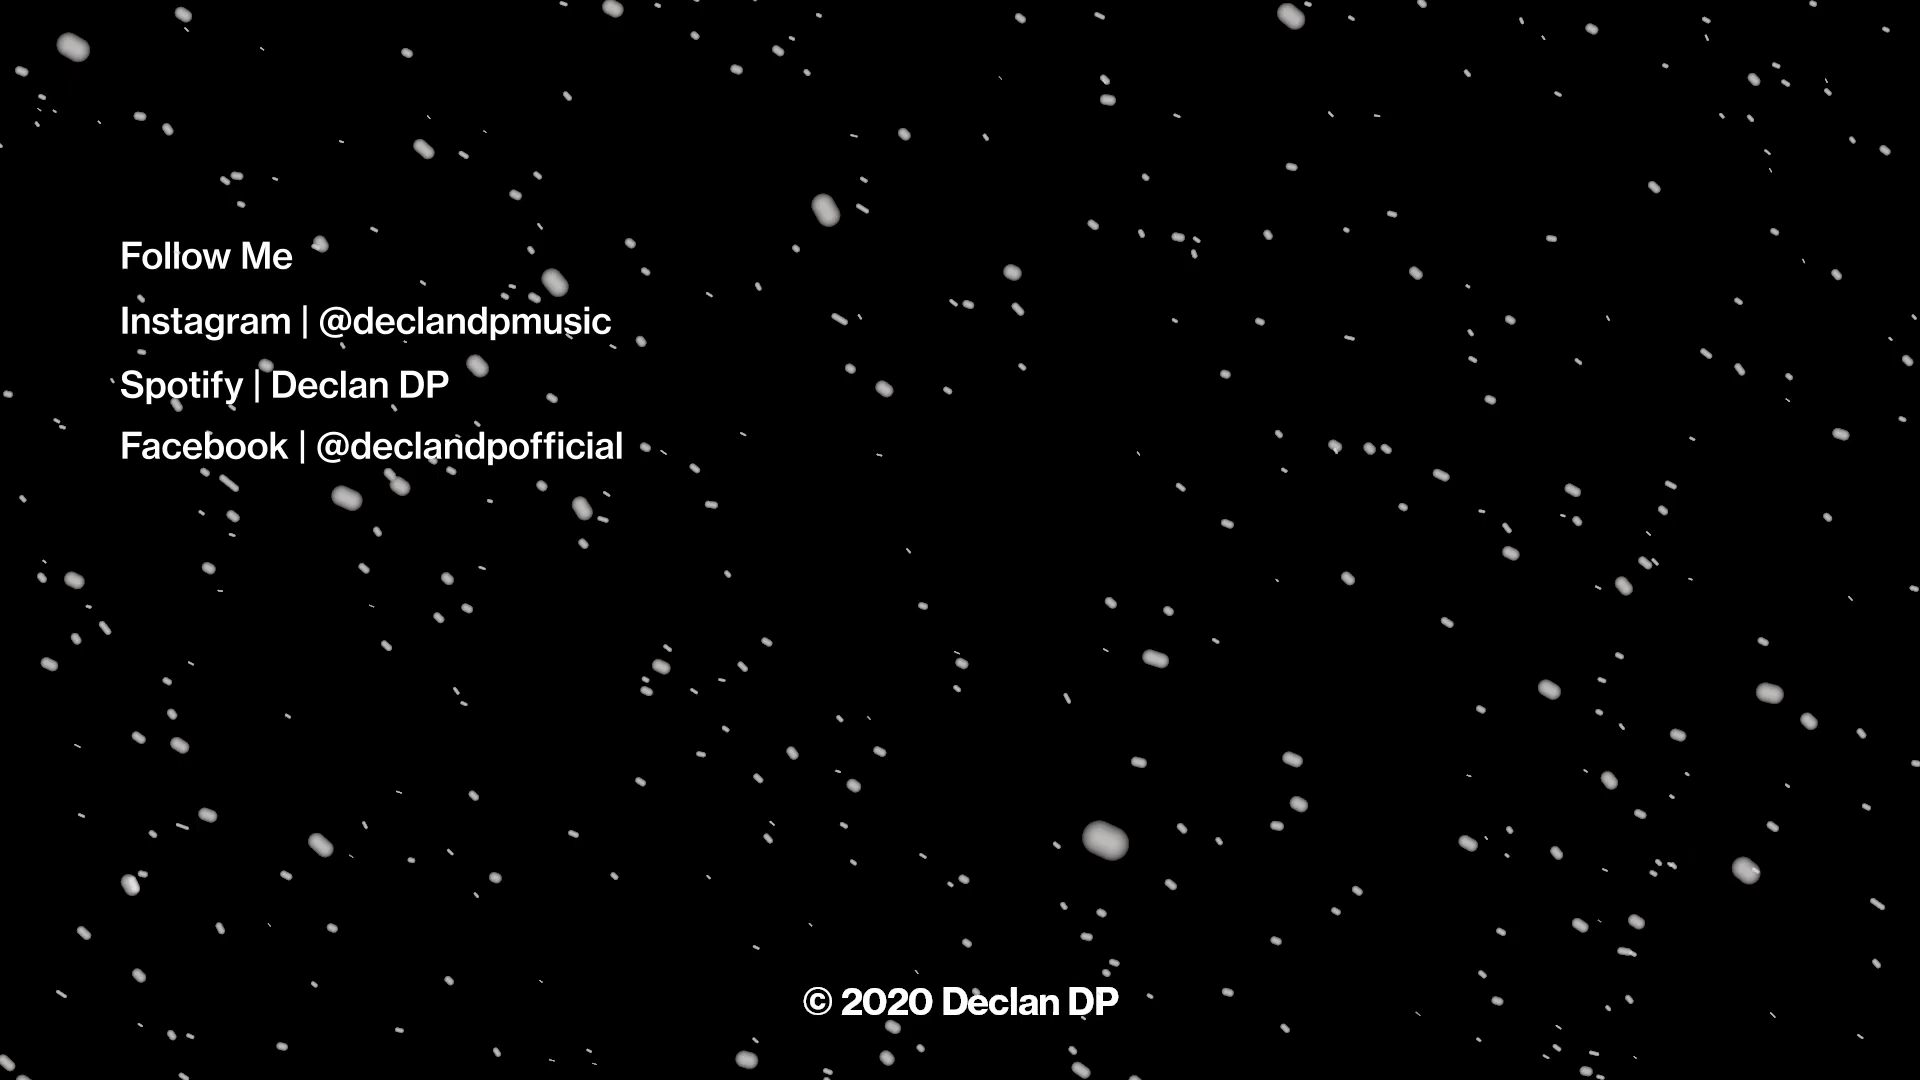 Follow Me
Instagram | @declandpmusic
Spotify | Declan DP
Facebook | @declandpofficial
© 2020 Declan DP